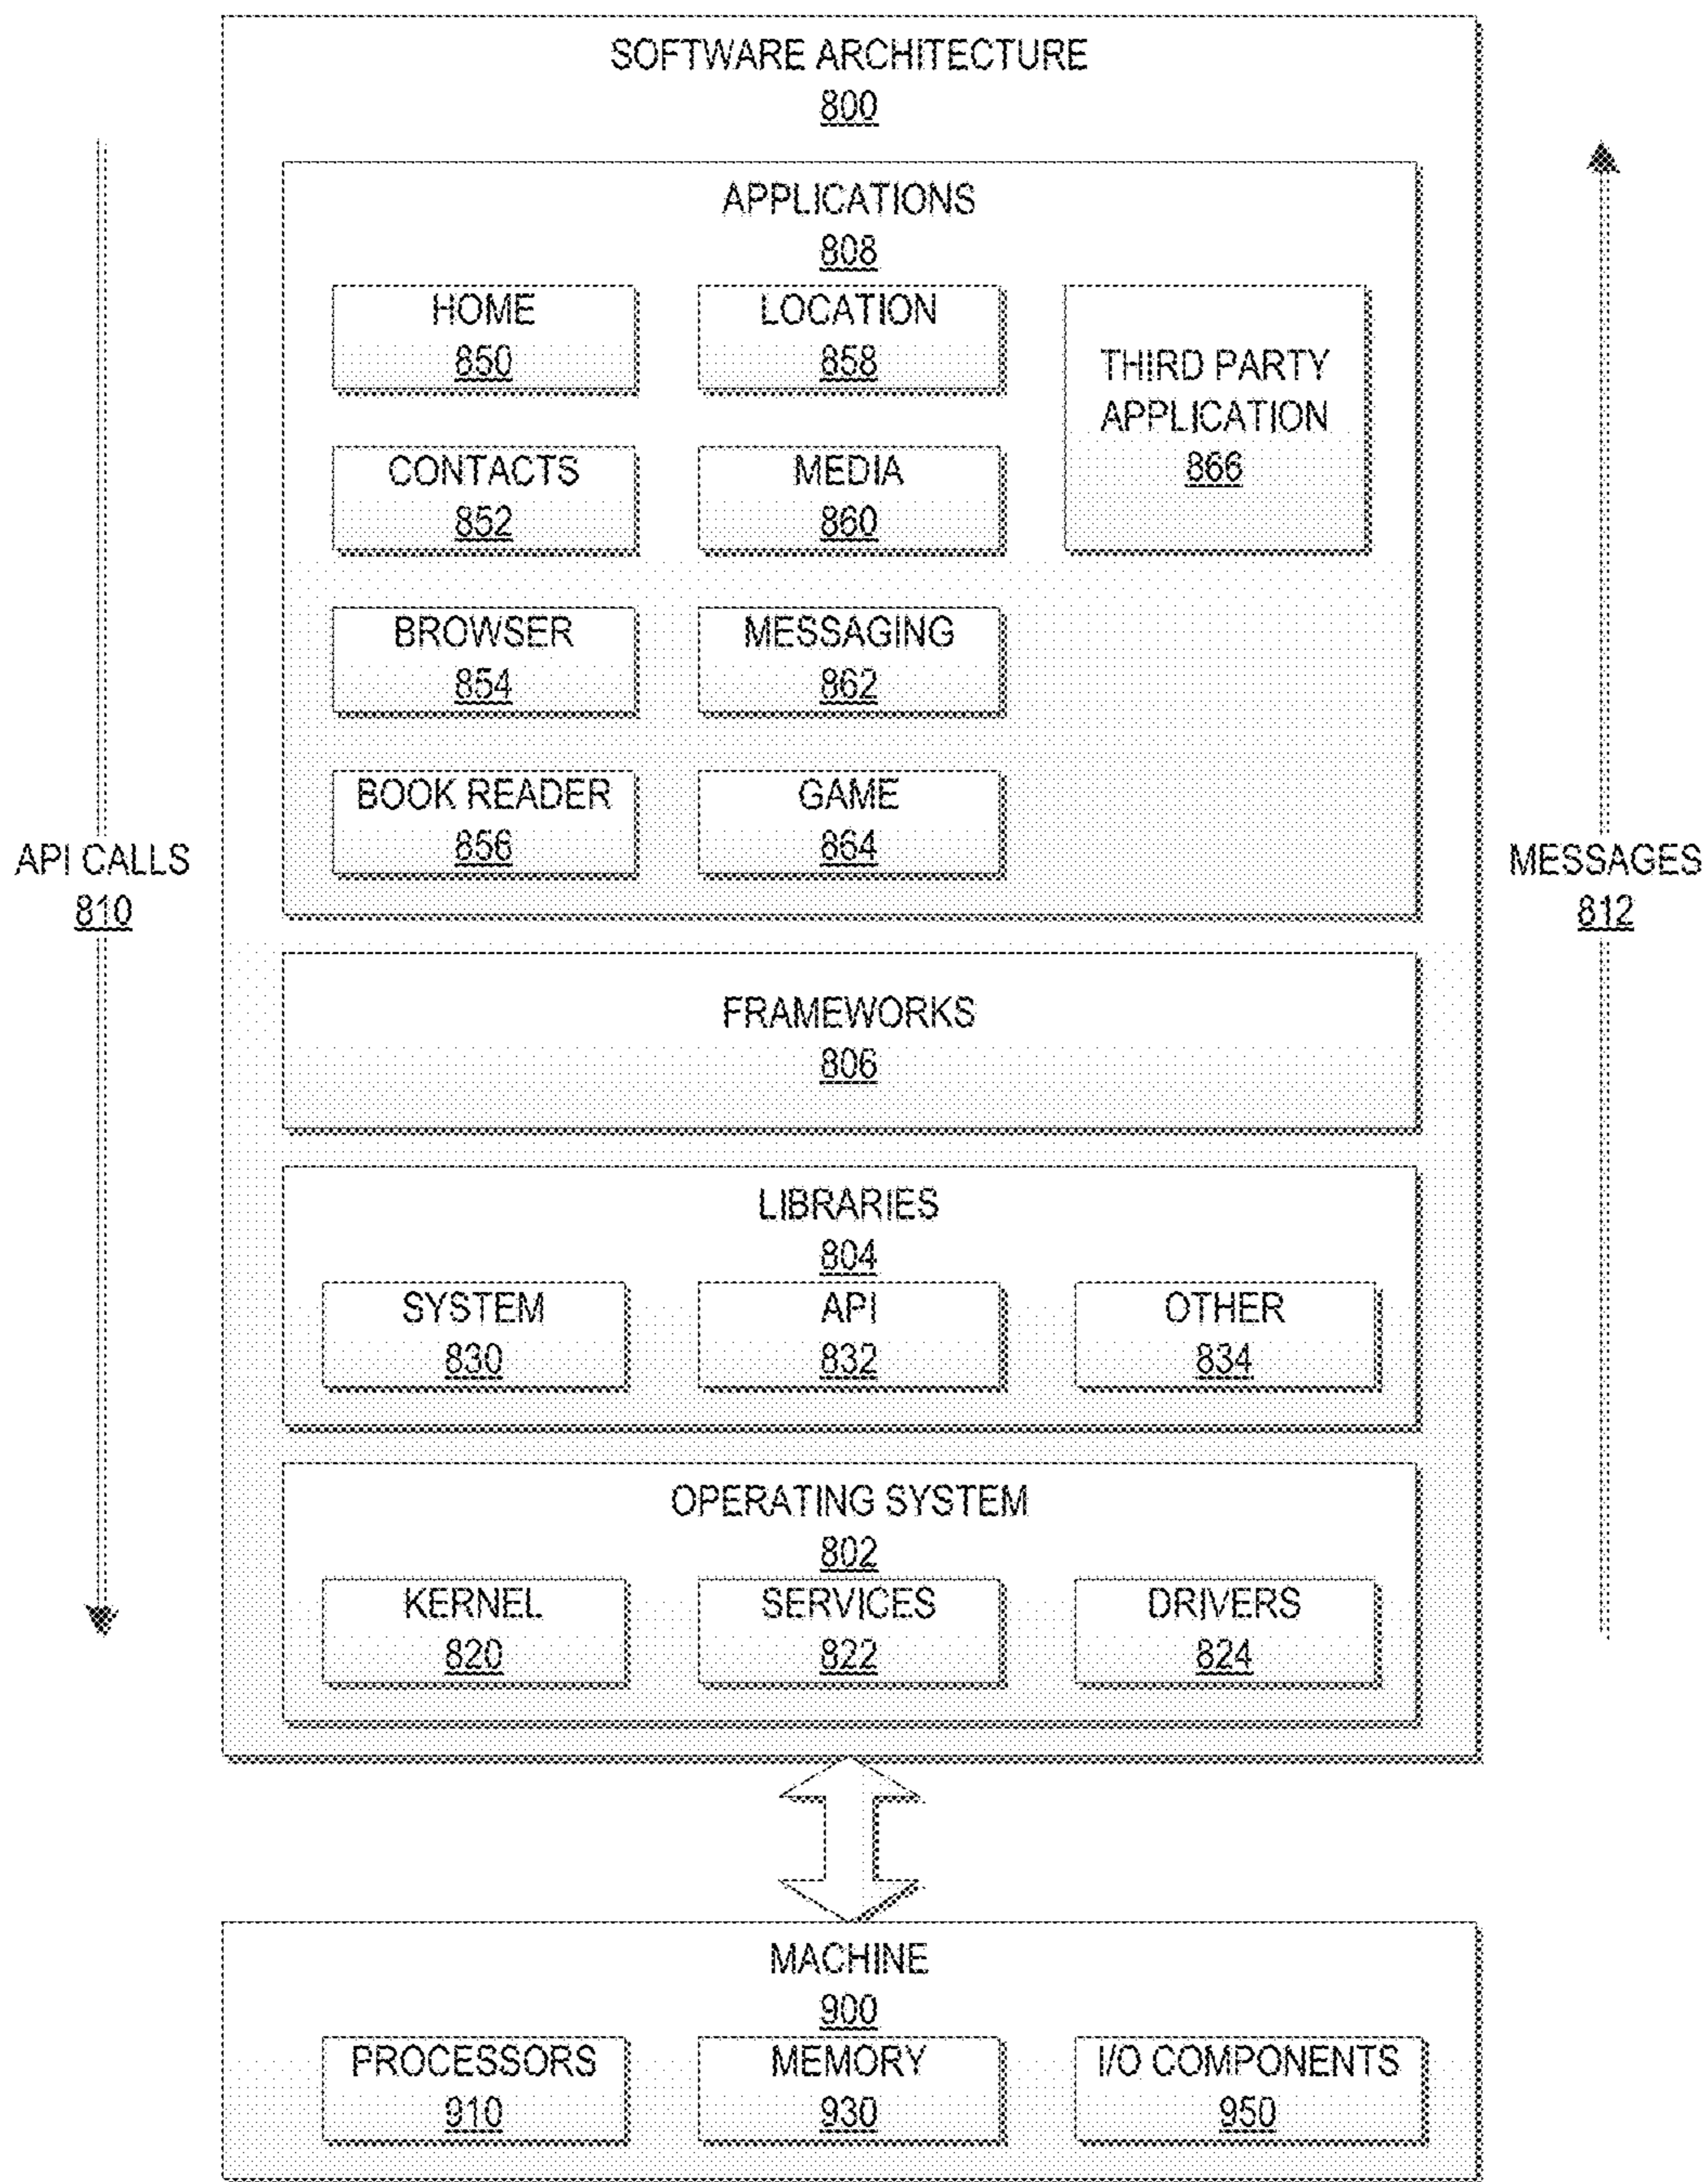 SOFTWARE ARCHITECTURE
800
APPLICATIONS
808
HOME
850
LOCATION
858
THIRD PARTY
APPLICATION
866
CONTACTS
852
MEDIA
860
BROWSER
854
MESSAGING
862
BOOK READER
856
GAME
864
API CALLS
810
MESSAGES
812
FRAMEWORKS
806
LIBRARIES
804
SYSTEM
830
API
832
OTHER
834
OPERATING SYSTEM
802
KERNEL
820
SERVICES
822
DRIVERS
824
MACHINE
900
PROCESSORS
910
MEMORY
930
I/O COMPONENTS
950